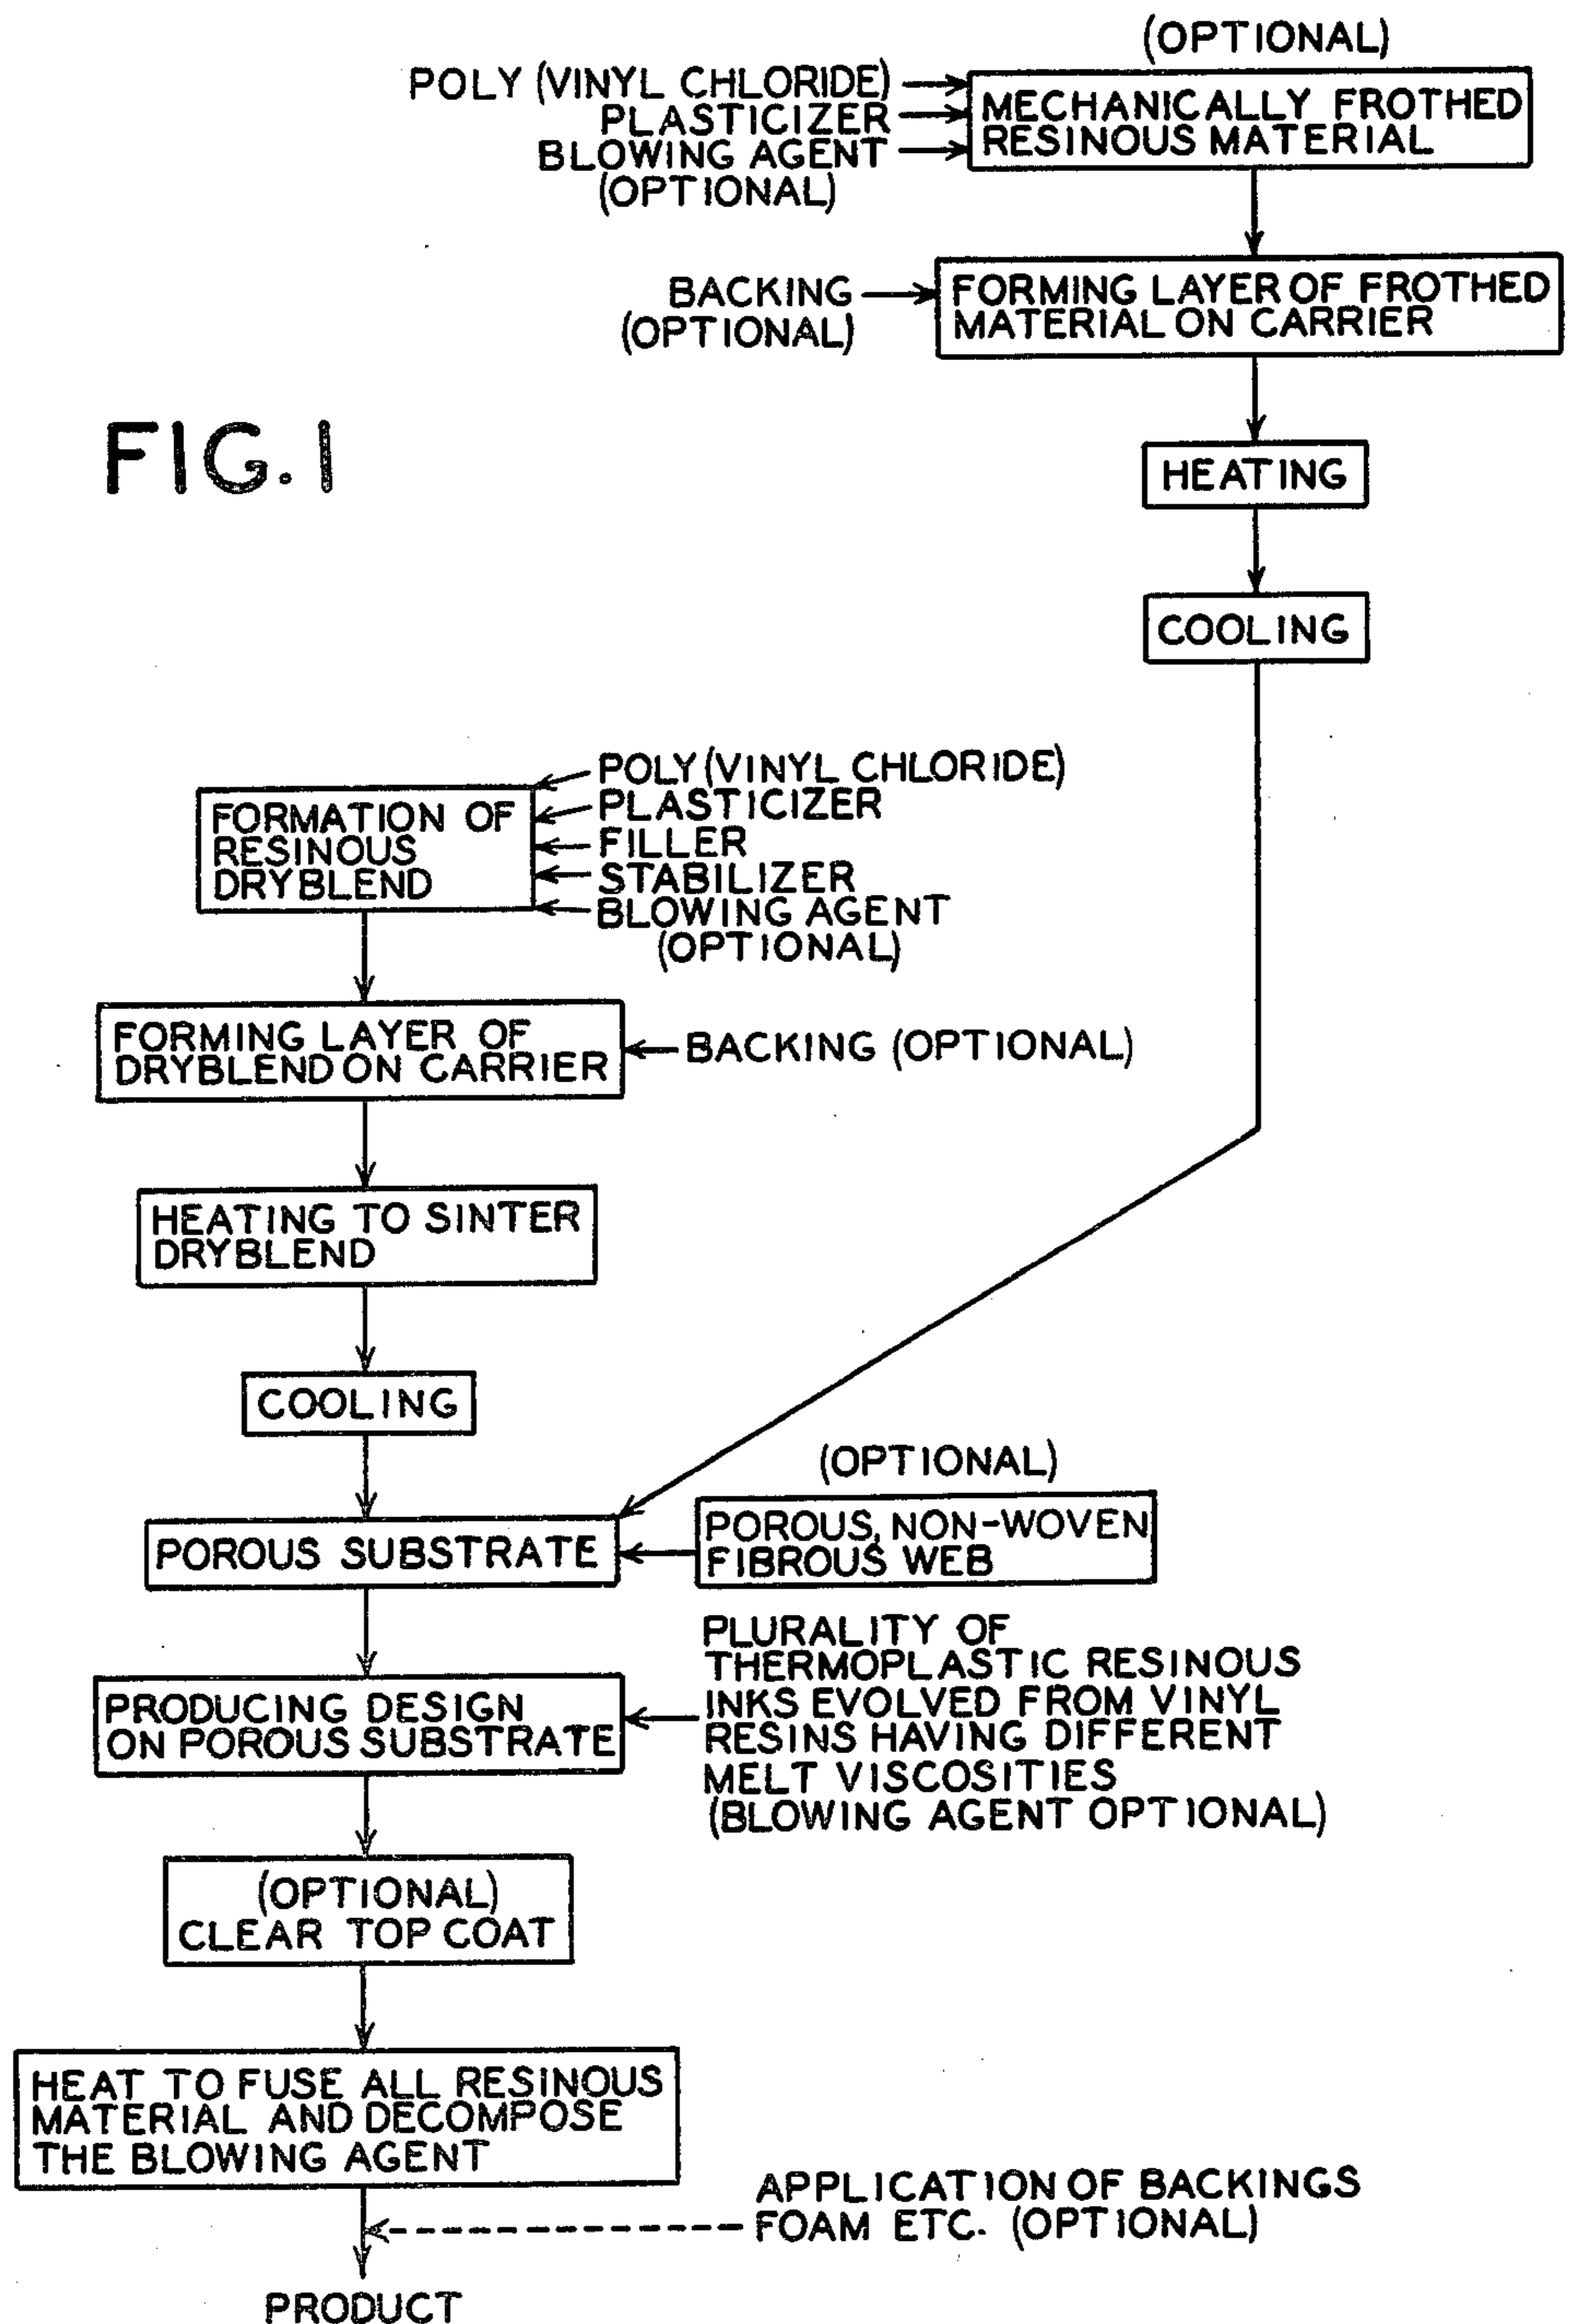 (OPTIONAL)
POLY (VINYL CHLORIDE)
PLASTICIZER
BLOWING AGENT
(OPTIONAL)
MECHANICALLY FROTHED
RESINOUS MATERIAL
BACKING
(OPTIONAL)
FORMING LAYER OF FROTHED
MATERIAL ON CARRIER
FIG. 1
HEATING
COOLING
FORMATION OF
RESINOUS
DRYBLEND
POLY (VINYL CHLORIDE)
PLASTICIZER
FILLER
STABILIZER
BLOWING AGENT
(OPTIONAL)
FORMING LAYER OF
DRYBLEND ON CARRIER
BACKING (OPTIONAL)
HEATING TO SINTER
DRYBLEND
COOLING
(OPTIONAL)
POROUS SUBSTRATE
POROUS, NON-WOVEN
FIBROUS WEB
PRODUCING DESIGN
ON POROUS SUBSTRATE
PLURALITY OF
THERMOPLASTIC RESINOUS
INKS EVOLVED FROM VINYL
RESINS HAVING DIFFERENT
MELT VISCOSITIES
(BLOWING AGENT OPTIONAL)
(OPTIONAL)
CLEAR TOP COAT
HEAT TO FUSE ALL RESINOUS
MATERIAL AND DECOMPOSE
THE BLOWING AGENT
APPLICATION OF BACKINGS
FOAM ETC. (OPTIONAL)
PRODUCT